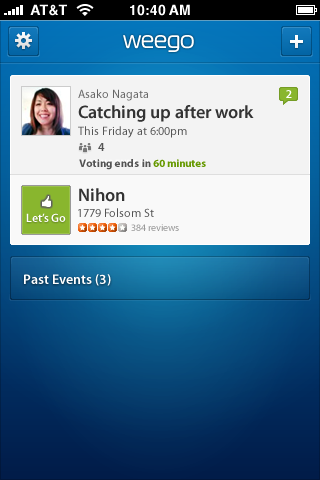 AT&T 10:40 AM
weego
Asako Nagata
2
Catching up after work
This Friday at 6:00pm
4
Voting ends in 60 minutes
Let's Go
Nihon
1779 Folsom St
384 reviews
Past Events (3)